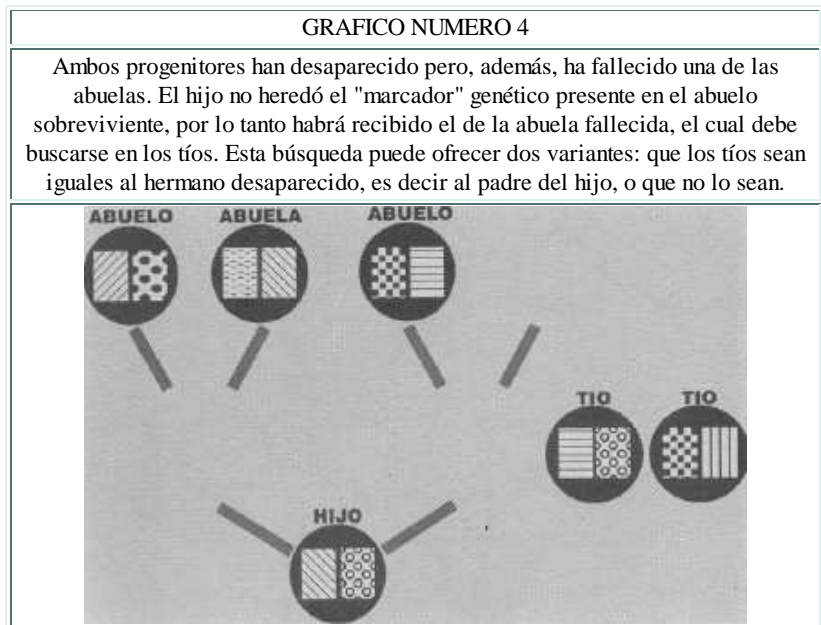 GRAFICO NUMERO 4
Ambos progenitores han desaparecido pero, además, ha fallecido una de las
abuelas. El hijo no heredó el "marcador" genético presente en el abuelo
sobreviviente, por lo tanto habrá recibido el de la abuela fallecida, el cual debe
buscarse en los tíos. Esta búsqueda puede ofrecer dos variantes: que los tíos sean
iguales al hermano desaparecido, es decir al padre del hijo, o que no lo sean.
ABUELO ABUELA ABUELO
TIO TIO
HIJO